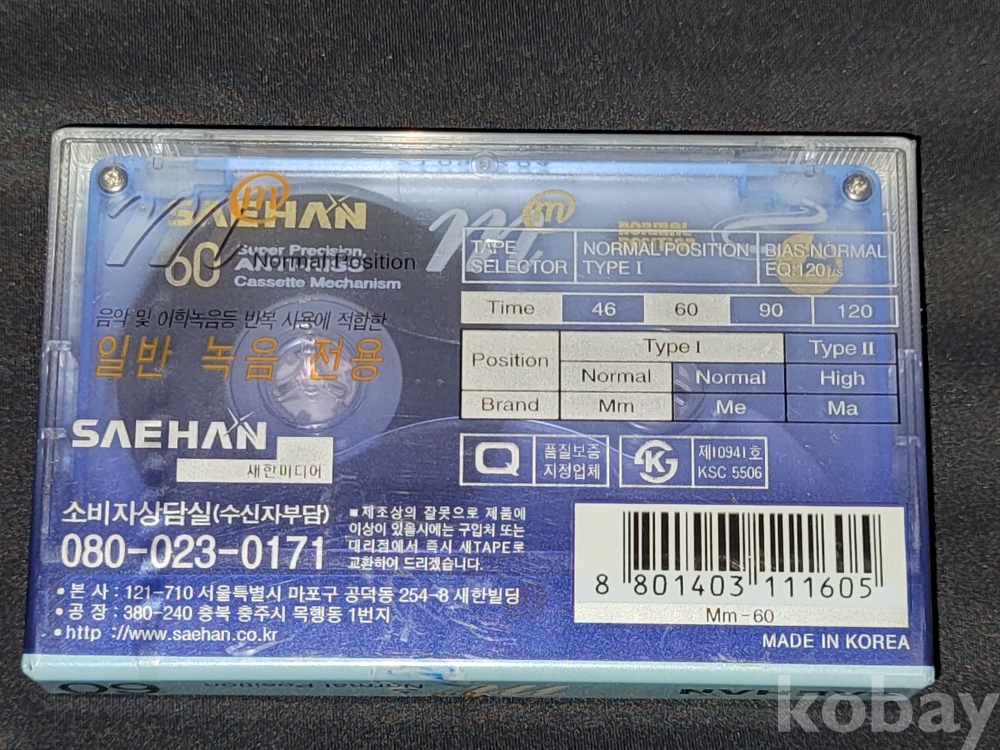 SAEHAN
60
Super Precision
Cassette Mechanism
Normal Position
m
m
음악 및 어학녹음등 반복 사용에 적합한
일반 녹음 전용
SAEHAN
새한미디어
TAPE SELECTOR NORMAL POSITION TYPE I BIAS:NORMAL EQ:120μs
Time 46 60 90 120
Position Type I Type II
Normal Normal High
Brand Mm Me Ma
Q 품질보증 지정업체
K 제10941호 KSC 5506
소비자상담실(수신자부담)
080-023-0171
■ 제조상의 잘못으로 제품에
이상이 있을시에는 구입처 또는
대리점에서 즉시 새TAPE로
교환하여 드리겠습니다.
• 본 사 : 121-710 서울특별시 마포구 공덕동 254-8 새한빌딩
• 공 장 : 380-240 충북 충주시 목행동 1번지
• http://www.saehan.co.kr
8 801403 111605
Mm-60
MADE IN KOREA
60 Normal Position
SAEHAN
kobay